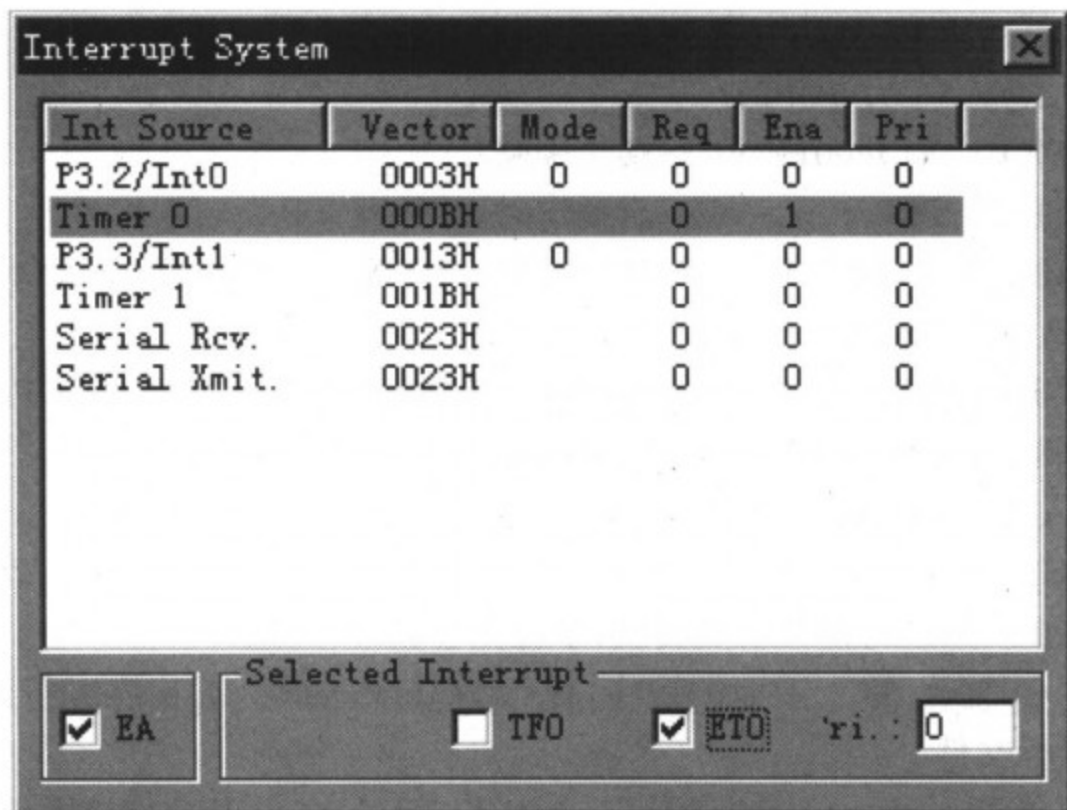 Interrupt System
Int Source Vector Mode Req Ena Pri
P3.2/Int0 0003H 0 0 0 0
Timer 0 000BH 0 1 0
P3.3/Int1 0013H 0 0 0 0
Timer 1 001BH 0 0 0
Serial Rcv. 0023H 0 0 0
Serial Xmit. 0023H 0 0 0
Selected Interrupt
EA TF0 ET0 'ri.: 0